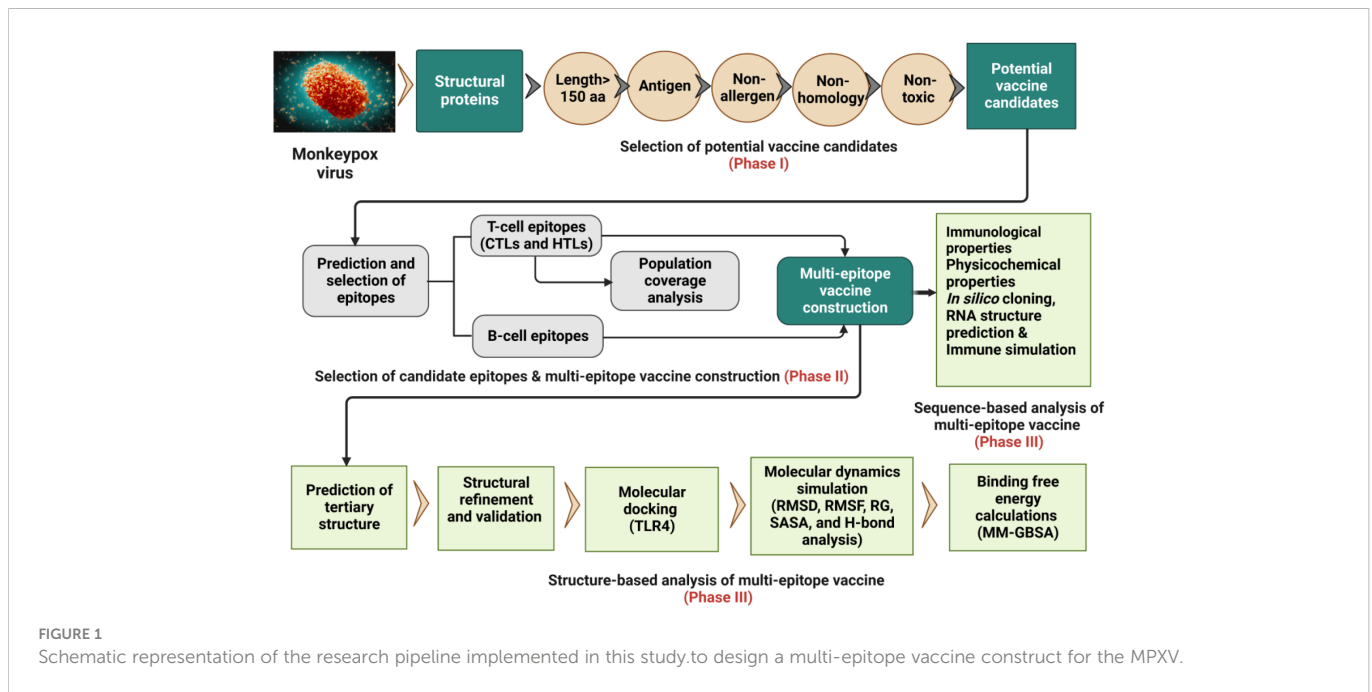 Monkeypox
virus
Structural
proteins
Length>
150 aa
Antigen
Non-
allergen
Non-
homology
Non-
toxic
Potential
vaccine
candidates
Selection of potential vaccine candidates
(Phase I)
Prediction and
selection of
epitopes
T-cell epitopes
(CTLs and HTLs)
Population
coverage
analysis
B-cell epitopes
Multi-epitope
vaccine
construction
Immunological
properties
Physicochemical
properties
In silico cloning,
RNA structure
prediction &
Immune simulation
Selection of candidate epitopes & multi-epitope vaccine construction (Phase II)
Sequence-based analysis of
multi-epitope vaccine
(Phase III)
Prediction of
tertiary
structure
Structural
refinement
and validation
Molecular
docking
(TLR4)
Molecular dynamics
simulation
(RMSD, RMSF, RG,
SASA, and H-bond
analysis)
Binding free
energy
calculations
(MM-GBSA)
Structure-based analysis of multi-epitope vaccine
(Phase III)
FIGURE 1
Schematic representation of the research pipeline implemented in this study.to design a multi-epitope vaccine construct for the MPXV.